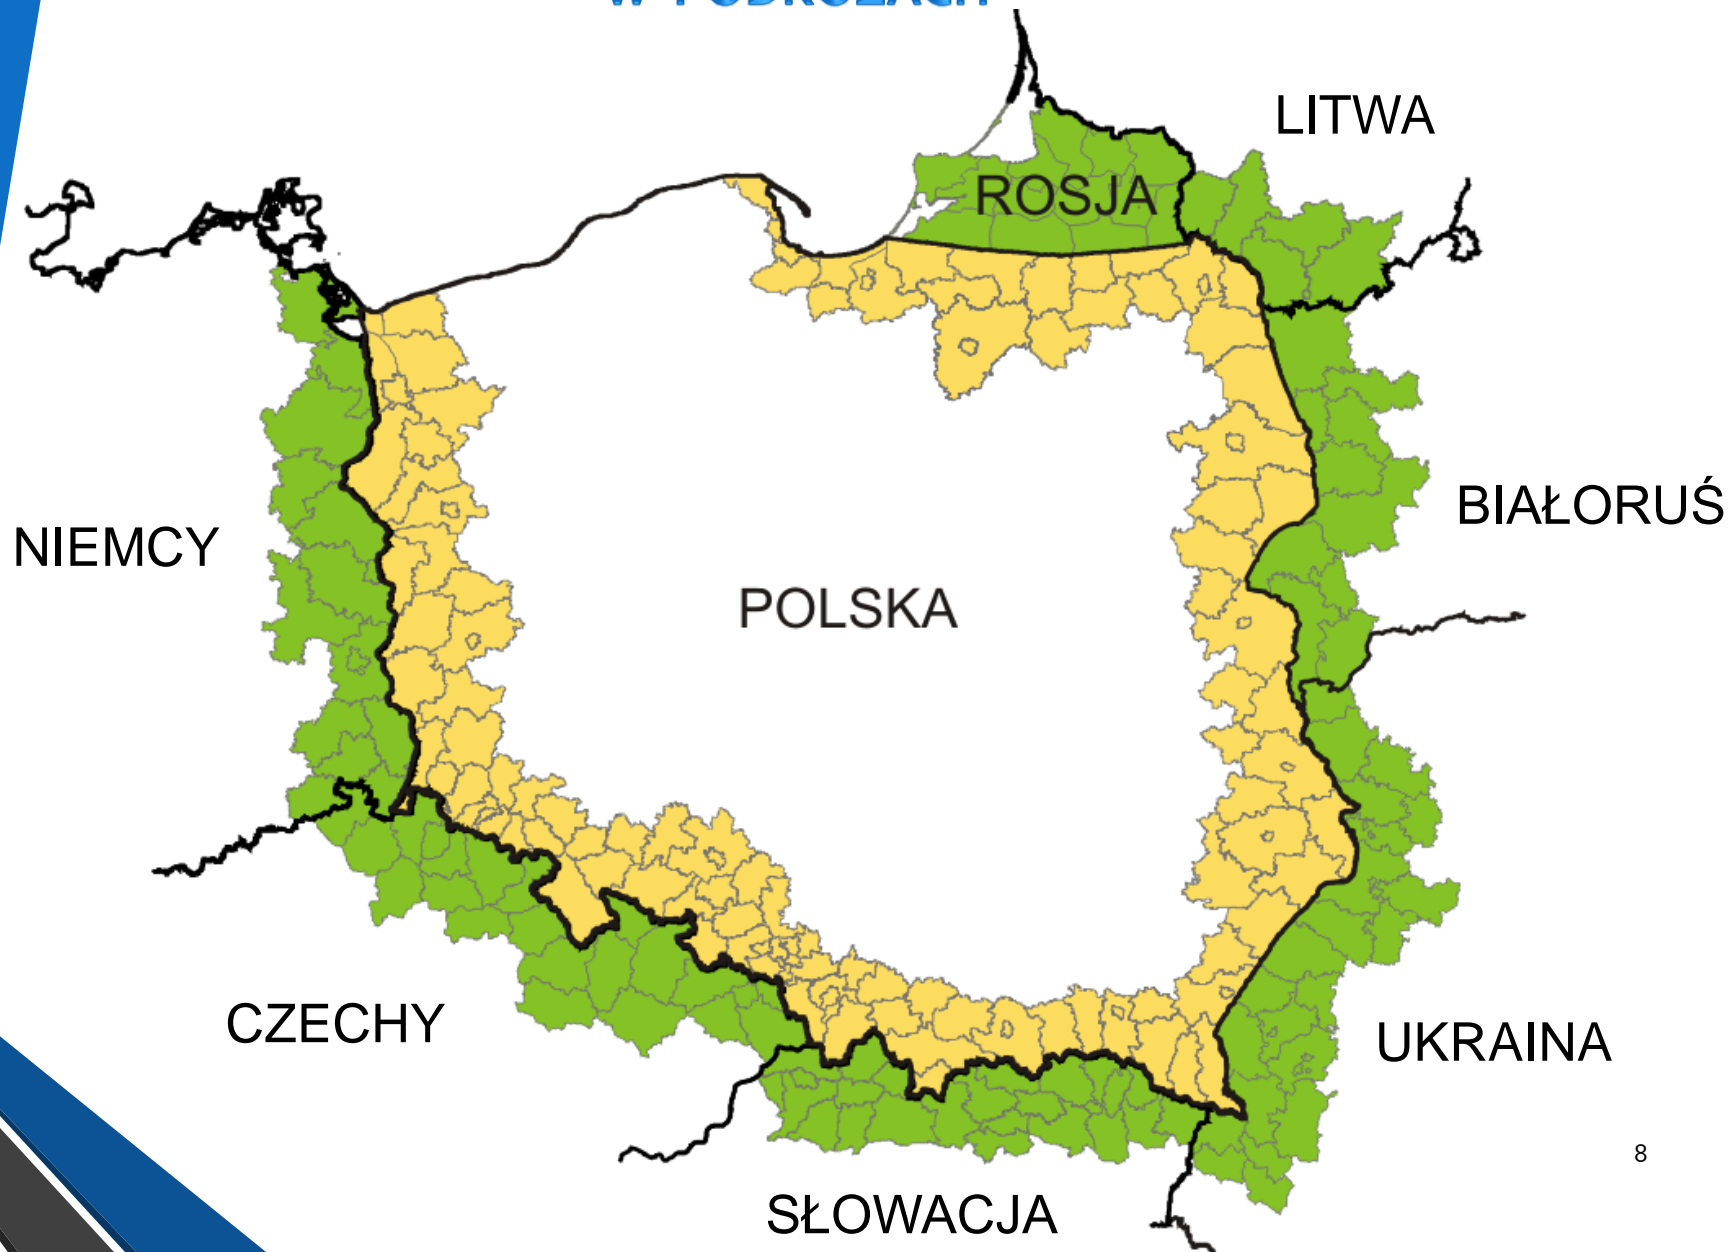 LITWA
ROSJA
BIAŁORUŚ
NIEMCY
POLSKA
CZECHY
UKRAINA
8
SŁOWACJA